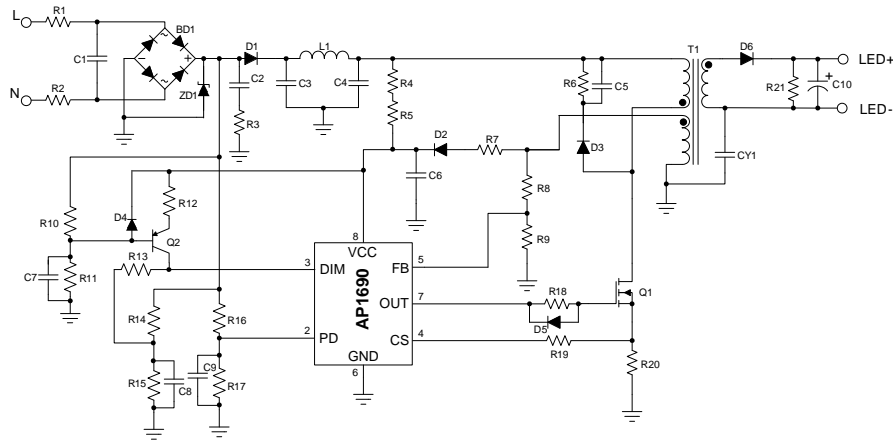 L
R1
BD1
C1
N
R2
ZD1
D1
L1
C2
C3
C4
R3
R4
R5
R6
C5
T1
D6
R21
C10
+
LED+
LED-
CY1
D2
R7
D3
C6
R8
R9
R10
D4
R12
Q2
C7
R11
R13
R14
R16
R15
C8
C9
R17
8
VCC
3
DIM
2
PD
AP1690
FB
5
OUT
7
CS
4
GND
6
R18
D5
R19
Q1
R20